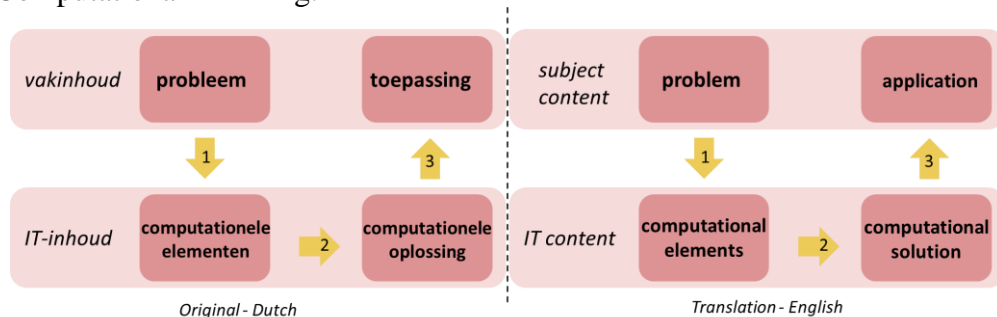 vakinhoud
probleem
toepassing
1
3
IT-inhoud
computationele
elementen
2
computationele
oplossing
Original - Dutch
subject
content
problem
application
1
3
IT content
computational
elements
2
computational
solution
Translation - English